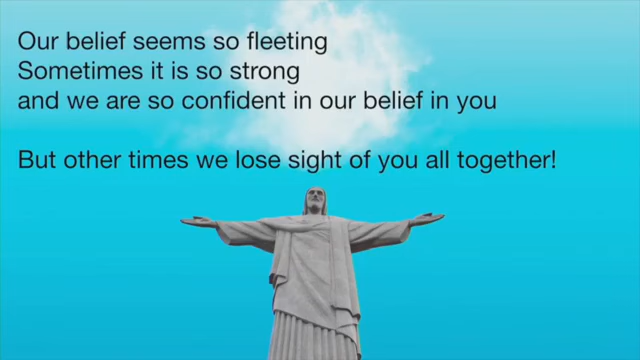 Our belief seems so fleeting
Sometimes it is so strong
and we are so confident in our belief in you
But other times we lose sight of you all together!